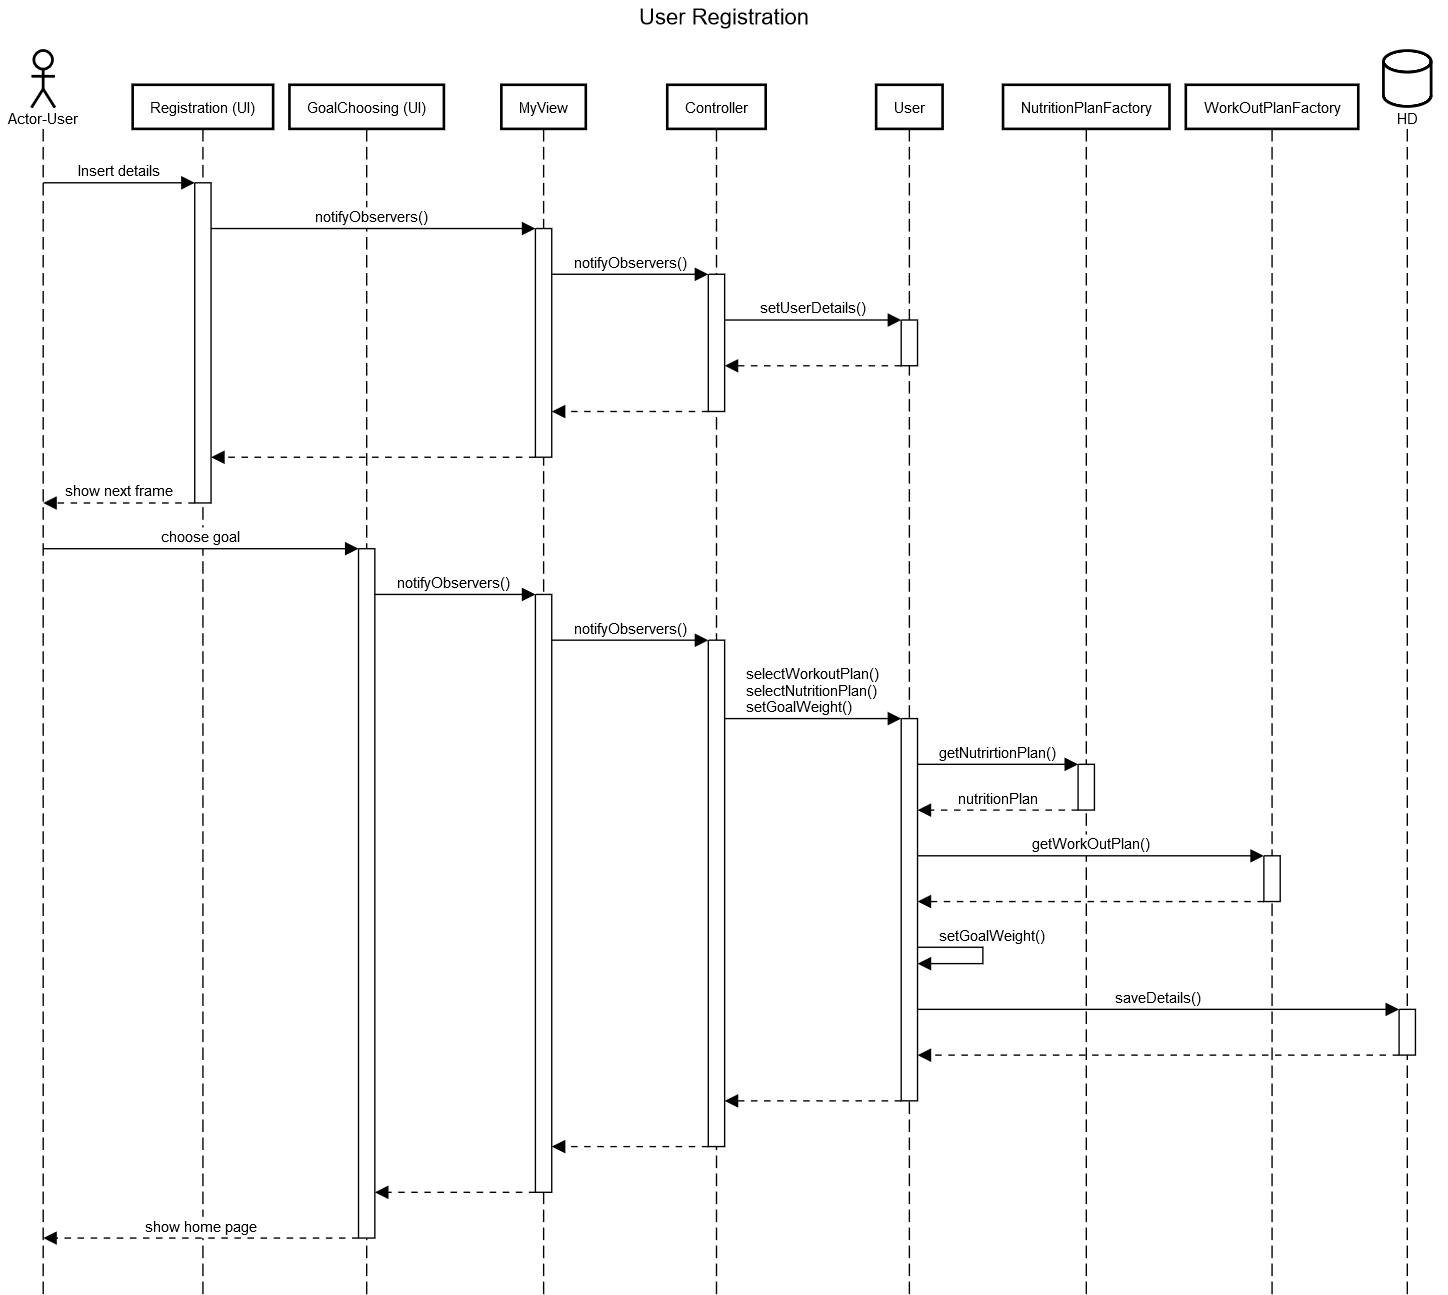 User Registration
Actor-User
Registration (UI)
GoalChoosing (UI)
MyView
Controller
User
NutritionPlanFactory
WorkOutPlanFactory
HD
Insert details
notifyObservers()
notifyObservers()
setUserDetails()
show next frame
choose goal
notifyObservers()
notifyObservers()
selectWorkoutPlan()
selectNutritionPlan()
setGoalWeight()
getNutrirtionPlan()
nutritionPlan
getWorkOutPlan()
setGoalWeight()
saveDetails()
show home page